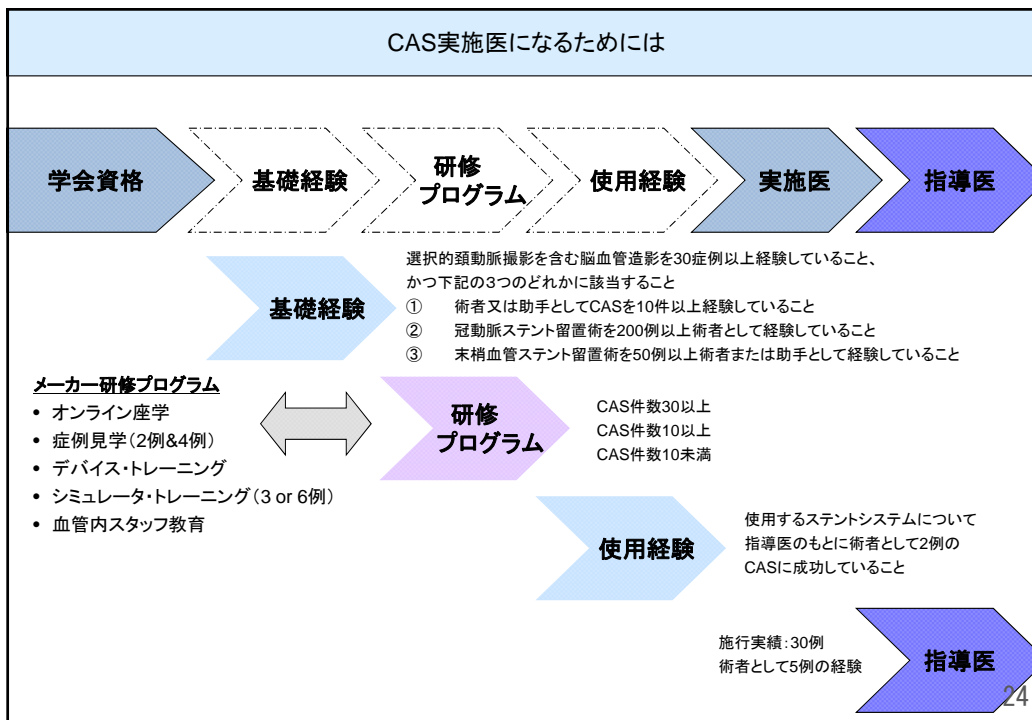 CAS実施医になるためには
学会資格
基礎経験
研修
プログラム
使用経験
実施医
指導医
基礎経験
選択的頚動脈撮影を含む脳血管造影を30症例以上経験していること、
かつ下記の3つのどれかに該当すること
① 術者又は助手としてCASを10件以上経験していること
② 冠動脈ステント留置術を200例以上術者として経験していること
③ 末梢血管ステント留置術を50例以上術者または助手として経験していること
メーカー研修プログラム
• オンライン座学
• 症例見学(2例&4例)
• デバイス・トレーニング
• シミュレータ・トレーニング(3 or 6例)
• 血管内スタッフ教育
研修
プログラム
CAS件数30以上
CAS件数10以上
CAS件数10未満
使用経験
使用するステントシステムについて
指導医のもとに術者として2例の
CASに成功していること
施行実績:30例
術者として5例の経験
指導医
24